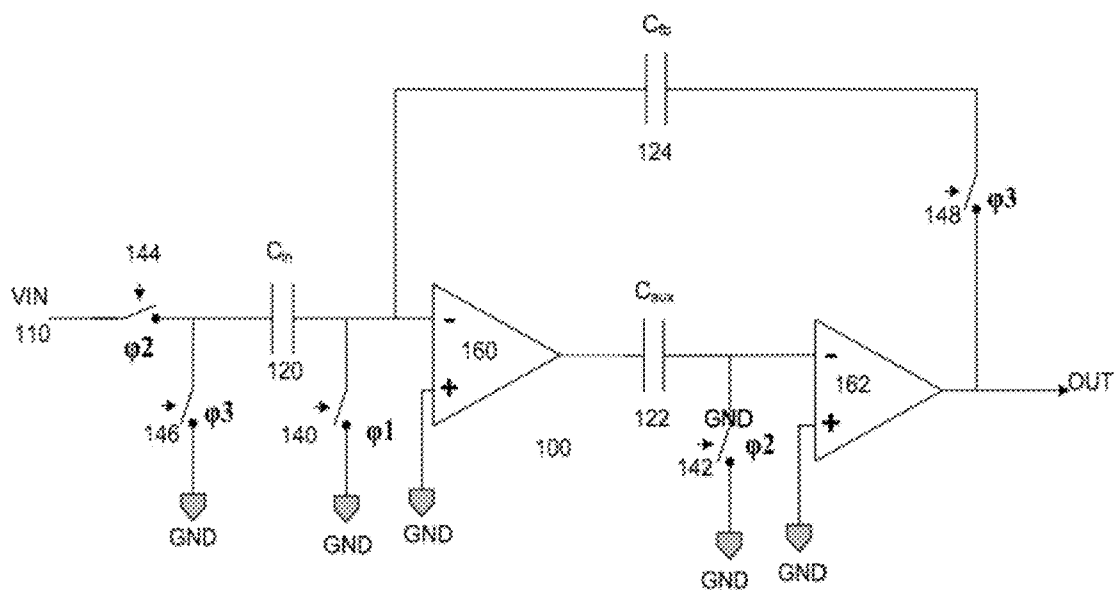 Cfb
124
148
φ3
144
Cin
VIN
110
φ2
120
-
160
+
Caux
122
-
162
+
OUT
146
φ3
140
φ1
100
GND
142
φ2
GND
GND
GND
GND
GND